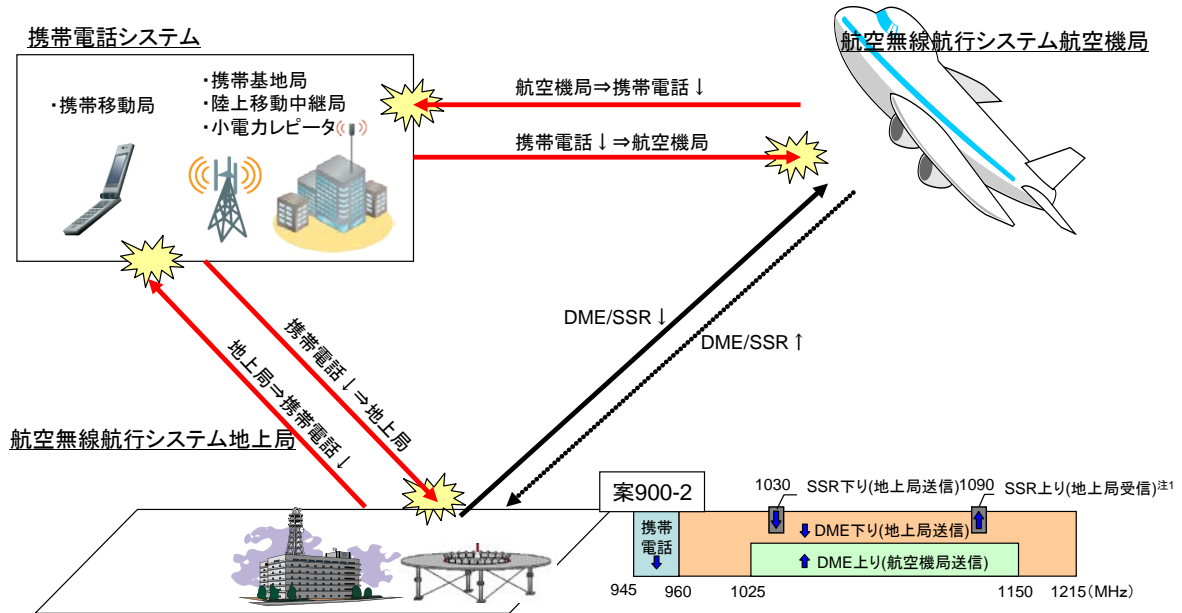 携帯電話システム
航空無線航行システム航空機局
・携帯移動局
・携帯基地局
・陸上移動中継局
・小電力レピータ
航空機局⇒携帯電話↓
携帯電話↓⇒航空機局
DME/SSR↓
DME/SSR↑
携帯電話↓⇒地上局
地上局⇒携帯電話↓
航空無線航行システム地上局
案900-2
1030 SSR下り(地上局送信) 1090 SSR上り(地上局受信)注1
携帯
電話
DME下り(地上局送信)
DME上り(航空機局送信)
945 960 1025 1150 1215(MHz)